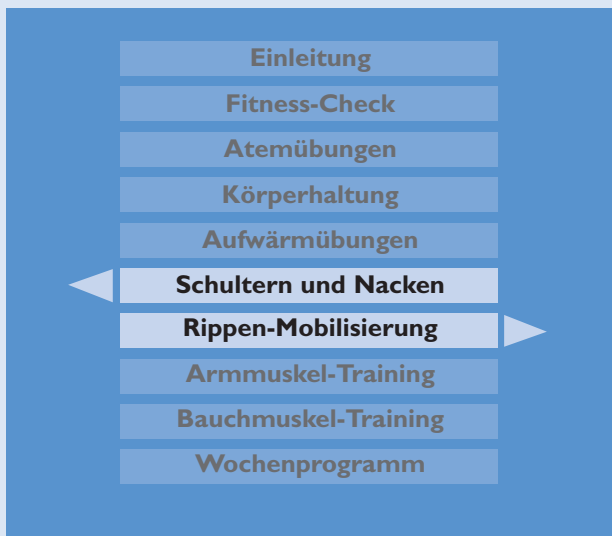 Einleitung
Fitness-Check
Atemübungen
Körperhaltung
Aufwärmübungen
Schultern und Nacken
Rippen-Mobilisierung
Armmuskel-Training
Bauchmuskel-Training
Wochenprogramm